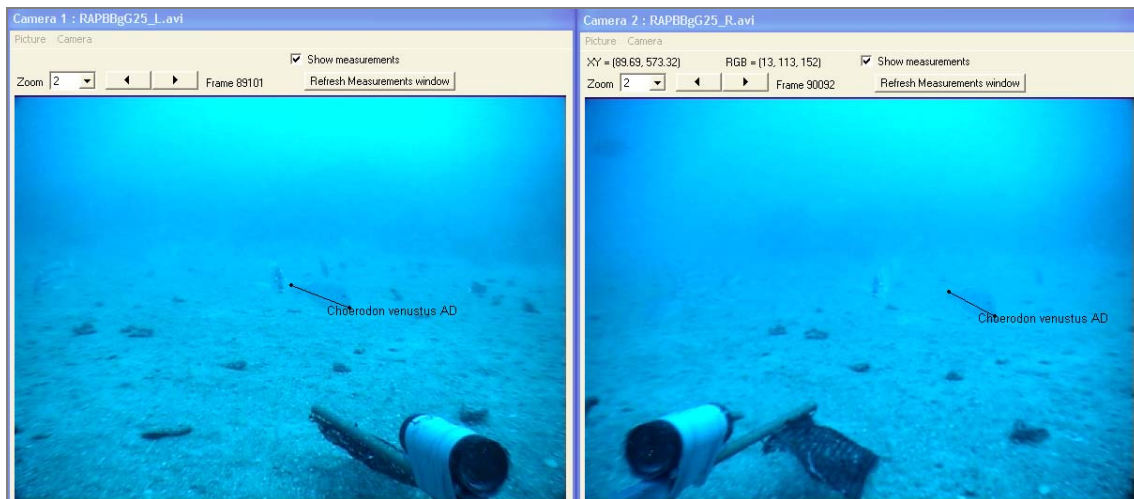 Camera 1 : RAPBBgG25_L.avi
Picture Camera
Show measurements
Zoom 2 Frame 89101 Refresh Measurements window
Choerodon venustus AD
Camera 2 : RAPBBgG25_R.avi
Picture Camera
XY = (89.69, 573.32) RGB = (13, 113, 152) Show measurements
Zoom 2 Frame 90092 Refresh Measurements window
Choerodon venustus AD